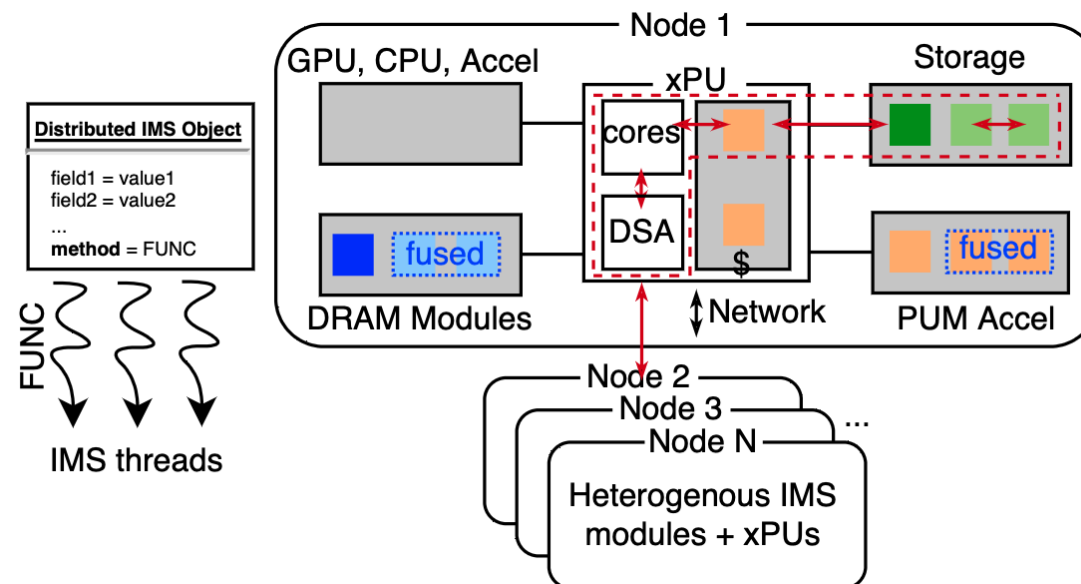 Distributed IMS Object
field1 = value1
field2 = value2
...
method = FUNC
FUNC
IMS threads
Node 1
GPU, CPU, Accel
xPU
Storage
cores
DSA
$
fused
DRAM Modules
fused
PUM Accel
Network
Node 2
Node 3
...
Node N
Heterogenous IMS
modules + xPUs